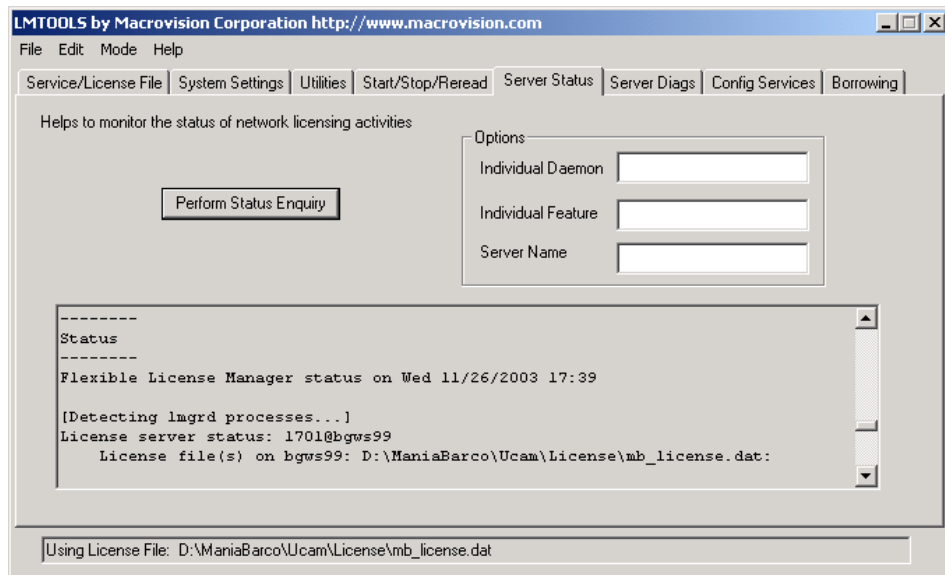 LMTOOLS by Macrovision Corporation http://www.macrovision.com
File Edit Mode Help
Service/License File System Settings Utilities Start/Stop/Reread Server Status Server Diags Config Services Borrowing
Helps to monitor the status of network licensing activities
Options
Individual Daemon
Perform Status Enquiry
Individual Feature
Server Name
--------
Status
--------
Flexible License Manager status on Wed 11/26/2003 17:39
[Detecting lmgrd processes...]
License server status: 1701@bgws99
License file(s) on bgws99: D:\ManiaBarco\Ucam\License\mb_license.dat:
Using License File: D:\ManiaBarco\Ucam\License\mb_license.dat